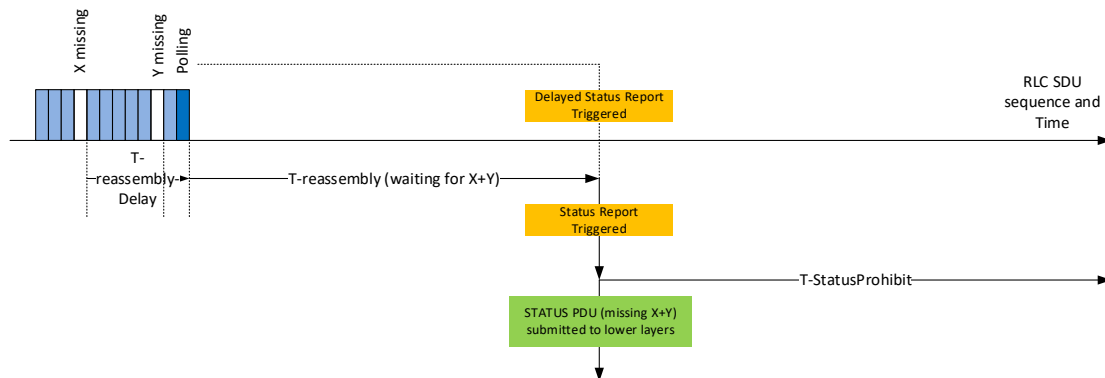 X missing
Y missing
Polling
Delayed Status Report
Triggered
RLC SDU
sequence and
Time
T-
reassembly-
Delay
T-reassembly (waiting for X+Y)
Status Report
Triggered
T-StatusProhibit
STATUS PDU (missing X+Y)
submitted to lower layers